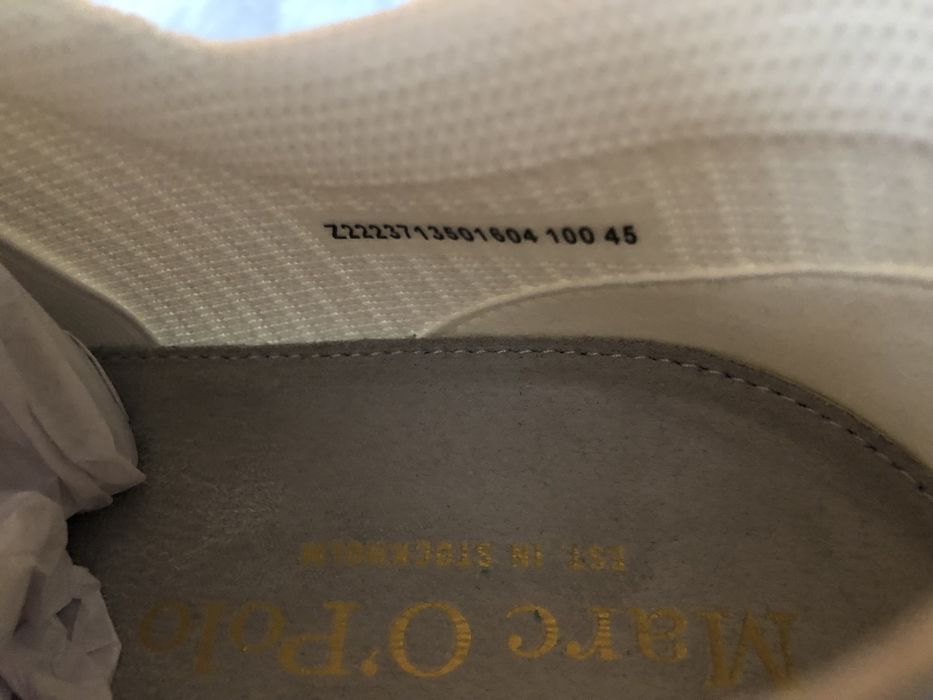 Z2223713501604 100 45
Marc O'Polo
EST. IN STOCKHOLM